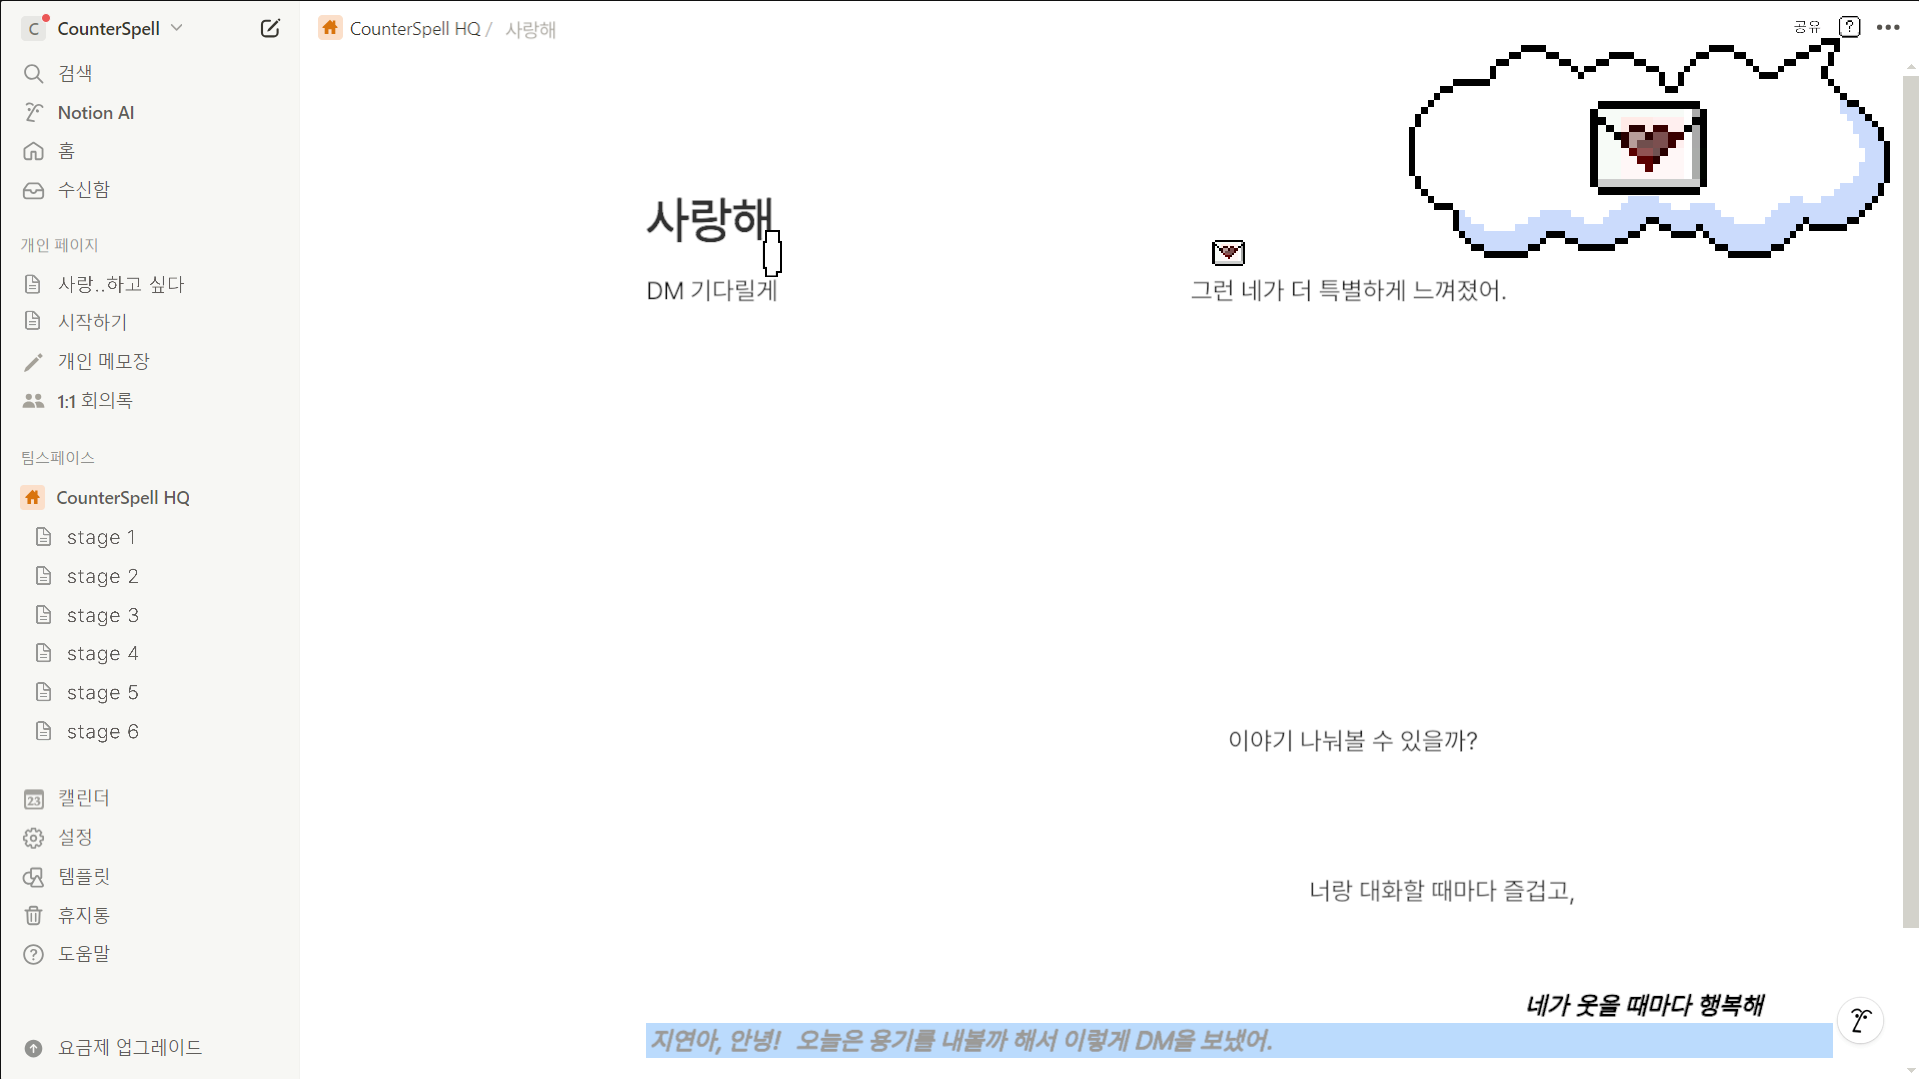 C CounterSpell
검색
Notion AI
홈
수신함
개인 페이지
사랑..하고 싶다
시작하기
개인 메모장
1:1 회의록
팀스페이스
CounterSpell HQ
stage 1
stage 2
stage 3
stage 4
stage 5
stage 6
23 캘린더
설정
템플릿
휴지통
? 도움말
요금제 업그레이드
CounterSpell HQ / 사랑해
공유 ?
사랑해
DM 기다릴게
그런 네가 더 특별하게 느껴졌어.
이야기 나눠볼 수 있을까?
너랑 대화할 때마다 즐겁고,
네가 웃을 때마다 행복해
지연아, 안녕! 오늘은 용기를 내볼까 해서 이렇게 DM을 보냈어.